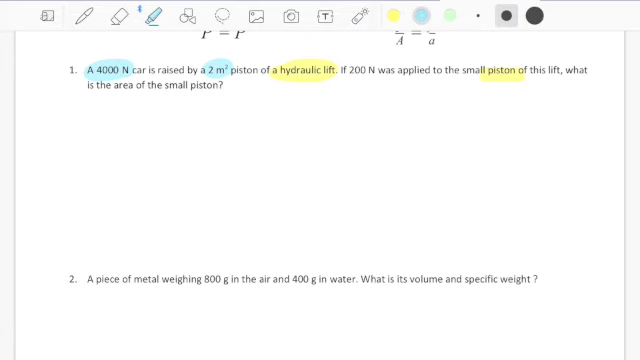 P = P
A = a
1. A 4000 N car is raised by a 2 m² piston of a hydraulic lift. If 200 N was applied to the small piston of this lift, what
is the area of the small piston?
2. A piece of metal weighing 800 g in the air and 400 g in water. What is its volume and specific weight ?